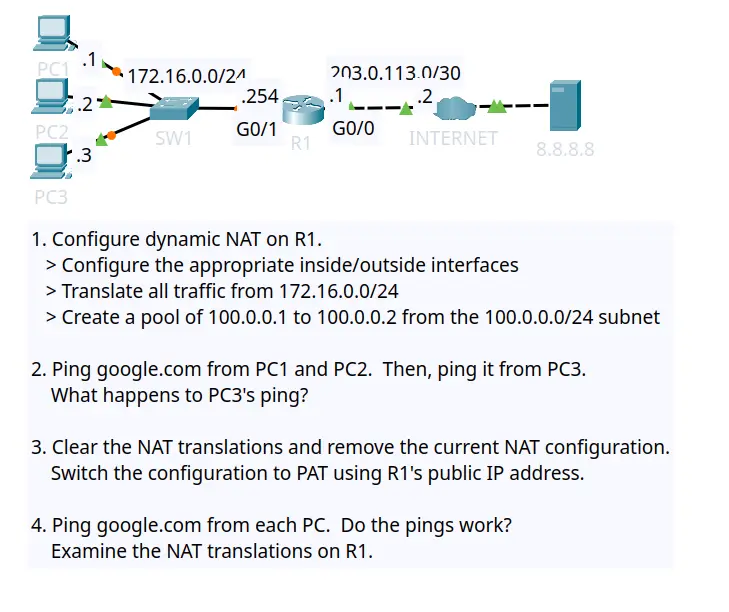 PC1
.1
172.16.0.0/24
203.0.113.0/30
.254
.1
.2
.2
PC2
SW1
G0/1
R1
G0/0
INTERNET
8.8.8.8
.3
PC3
1. Configure dynamic NAT on R1.
> Configure the appropriate inside/outside interfaces
> Translate all traffic from 172.16.0.0/24
> Create a pool of 100.0.0.1 to 100.0.0.2 from the 100.0.0.0/24 subnet
2. Ping google.com from PC1 and PC2. Then, ping it from PC3.
What happens to PC3's ping?
3. Clear the NAT translations and remove the current NAT configuration.
Switch the configuration to PAT using R1's public IP address.
4. Ping google.com from each PC. Do the pings work?
Examine the NAT translations on R1.